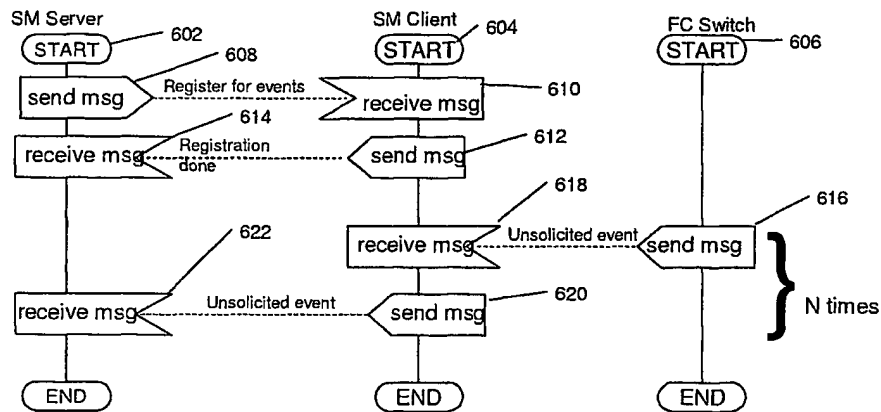 SM Server
SM Client
FC Switch
START
602
START
604
START
606
608
send msg
Register for events
receive msg
610
614
receive msg
Registration
done
send msg
612
618
616
receive msg
Unsolicited event
send msg
622
N times
receive msg
Unsolicited event
send msg
620
END
END
END